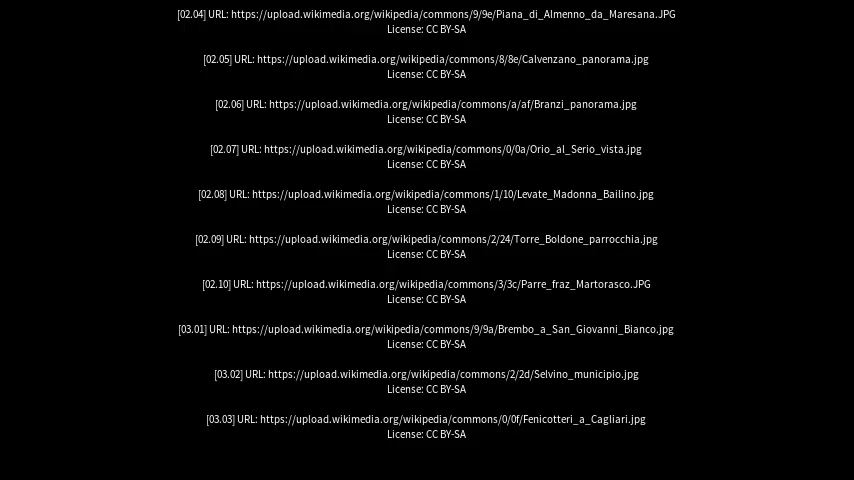 [02.04] URL: https://upload.wikimedia.org/wikipedia/commons/9/9e/Piana_di_Almenno_da_Maresana.JPG
License: CC BY-SA
[02.05] URL: https://upload.wikimedia.org/wikipedia/commons/8/8e/Calvenzano_panorama.jpg
License: CC BY-SA
[02.06] URL: https://upload.wikimedia.org/wikipedia/commons/a/af/Branzi_panorama.jpg
License: CC BY-SA
[02.07] URL: https://upload.wikimedia.org/wikipedia/commons/0/0a/Orio_al_Serio_vista.jpg
License: CC BY-SA
[02.08] URL: https://upload.wikimedia.org/wikipedia/commons/1/10/Levate_Madonna_Bailino.jpg
License: CC BY-SA
[02.09] URL: https://upload.wikimedia.org/wikipedia/commons/2/24/Torre_Boldone_parrocchia.jpg
License: CC BY-SA
[02.10] URL: https://upload.wikimedia.org/wikipedia/commons/3/3c/Parre_fraz_Martorasco.JPG
License: CC BY-SA
[03.01] URL: https://upload.wikimedia.org/wikipedia/commons/9/9a/Brembo_a_San_Giovanni_Bianco.jpg
License: CC BY-SA
[03.02] URL: https://upload.wikimedia.org/wikipedia/commons/2/2d/Selvino_municipio.jpg
License: CC BY-SA
[03.03] URL: https://upload.wikimedia.org/wikipedia/commons/0/0f/Fenicotteri_a_Cagliari.jpg
License: CC BY-SA